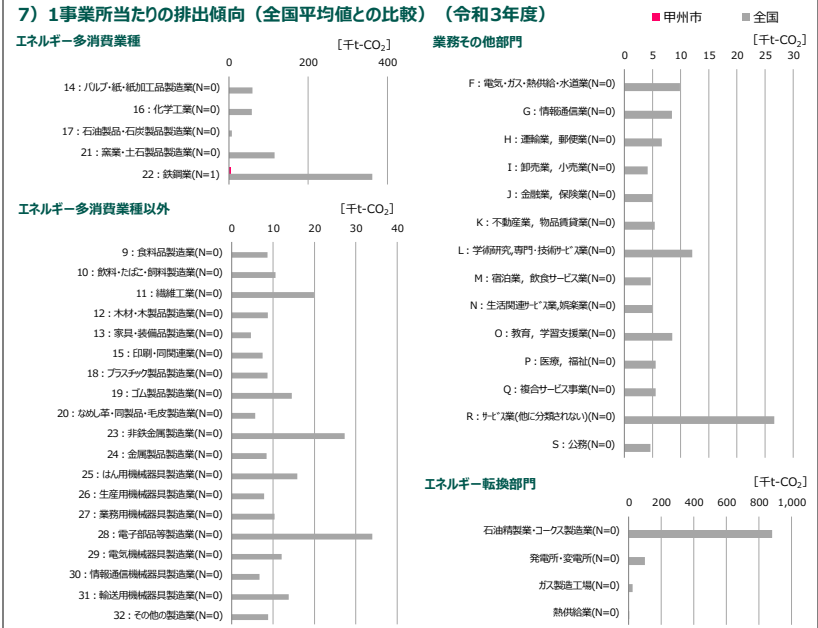 7）1事業所当たりの排出傾向（全国平均値との比較）（令和3年度）
■甲州市 ■全国
エネルギー多消費業種
［千t-CO₂］
0 200 400
14：パルプ・紙・紙加工品製造業(N=0)
16：化学工業(N=0)
17：石油製品・石炭製品製造業(N=0)
21：窯業・土石製品製造業(N=0)
22：鉄鋼業(N=1)
エネルギー多消費業種以外
［千t-CO₂］
0 10 20 30 40
9：食料品製造業(N=0)
10：飲料・たばこ・飼料製造業(N=0)
11：繊維工業(N=0)
12：木材・木製品製造業(N=0)
13：家具・装備品製造業(N=0)
15：印刷・同関連業(N=0)
18：プラスチック製品製造業(N=0)
19：ゴム製品製造業(N=0)
20：なめし革・同製品・毛皮製造業(N=0)
23：非鉄金属製造業(N=0)
24：金属製品製造業(N=0)
25：はん用機械器具製造業(N=0)
26：生産用機械器具製造業(N=0)
27：業務用機械器具製造業(N=0)
28：電子部品等製造業(N=0)
29：電気機械器具製造業(N=0)
30：情報通信機械器具製造業(N=0)
31：輸送用機械器具製造業(N=0)
32：その他の製造業(N=0)
業務その他部門
［千t-CO₂］
0 5 10 15 20 25 30
F：電気・ガス・熱供給・水道業(N=0)
G：情報通信業(N=0)
H：運輸業，郵便業(N=0)
I：卸売業，小売業(N=0)
J：金融業，保険業(N=0)
K：不動産業，物品賃貸業(N=0)
L：学術研究,専門・技術サービス業(N=0)
M：宿泊業，飲食サービス業(N=0)
N：生活関連サービス業,娯楽業(N=0)
O：教育，学習支援業(N=0)
P：医療，福祉(N=0)
Q：複合サービス事業(N=0)
R：サービス業(他に分類されない)(N=0)
S：公務(N=0)
エネルギー転換部門
［千t-CO₂］
0 200 400 600 800 1,000
石油精製業・コークス製造業(N=0)
発電所・変電所(N=0)
ガス製造工場(N=0)
熱供給業(N=0)